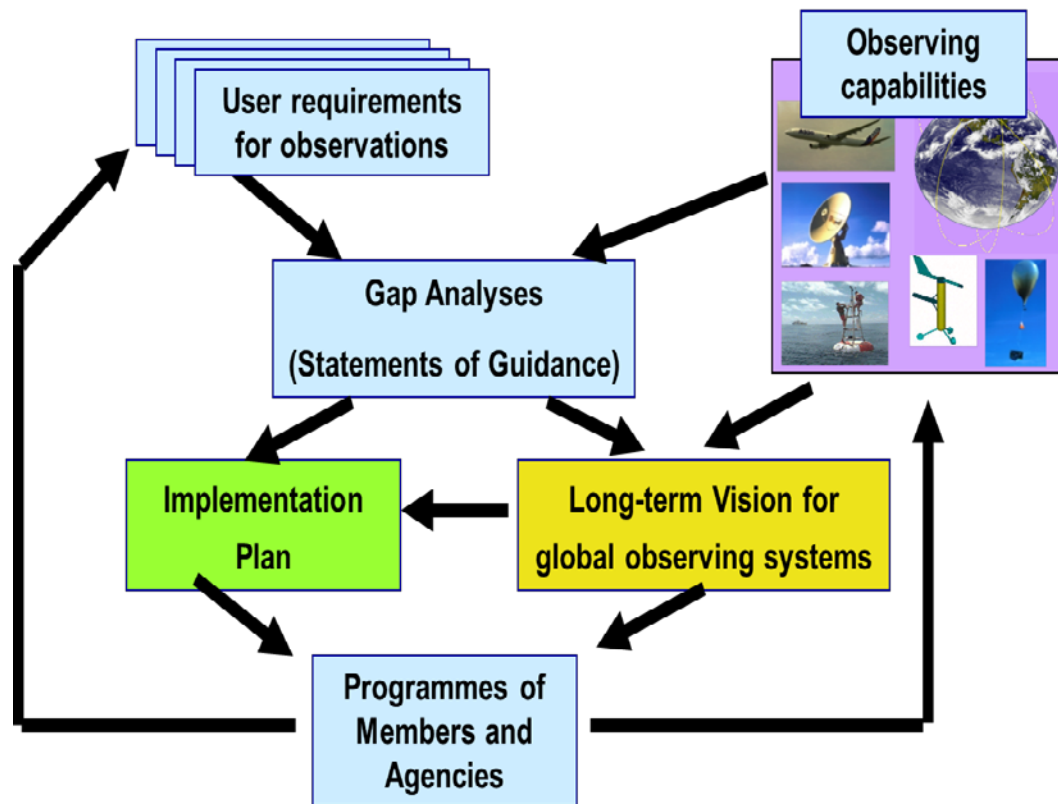 User requirements
for observations
Observing
capabilities
Gap Analyses
(Statements of Guidance)
Implementation
Plan
Long-term Vision for
global observing systems
Programmes of
Members and
Agencies